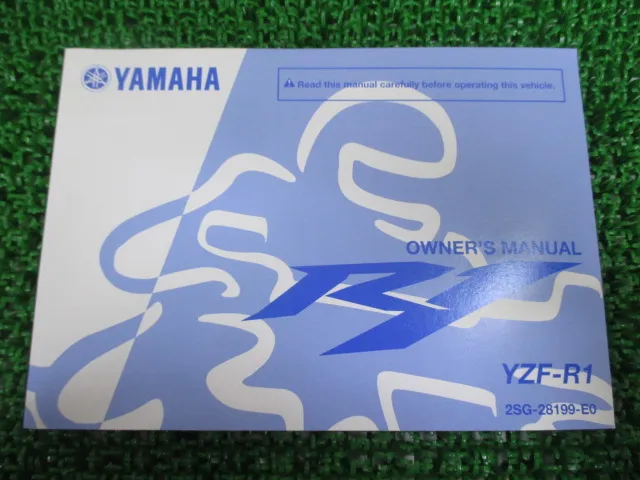 YAMAHA
Read this manual carefully before operating this vehicle.
OWNER'S MANUAL
R1
YZF-R1
2SG-28199-E0